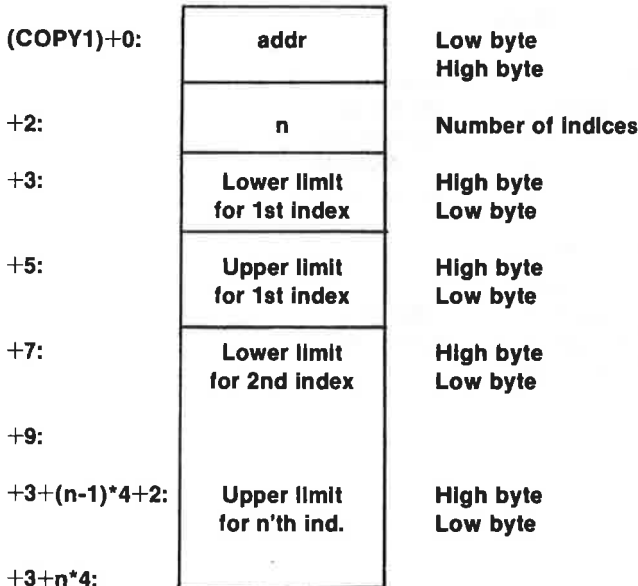 (COPY1)+0: addr Low byte
High byte
+2: n Number of indices
+3: Lower limit High byte
for 1st index Low byte
+5: Upper limit High byte
for 1st index Low byte
+7: Lower limit High byte
for 2nd index Low byte
+9:
+3+(n-1)*4+2: Upper limit High byte
for n'th ind. Low byte
+3+n*4: